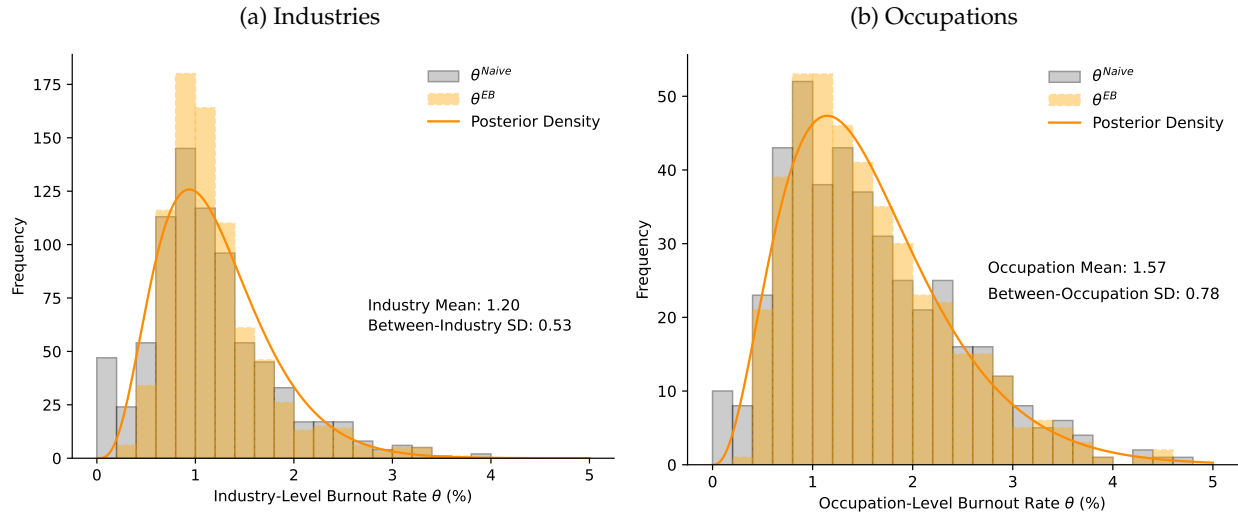 (a) Industries
θ^Naive
θ^EB
Posterior Density
Industry Mean: 1.20
Between-Industry SD: 0.53
Frequency
175
150
125
100
75
50
25
0
0 1 2 3 4 5
Industry-Level Burnout Rate θ (%)
(b) Occupations
θ^Naive
θ^EB
Posterior Density
Occupation Mean: 1.57
Between-Occupation SD: 0.78
Frequency
50
40
30
20
10
0
0 1 2 3 4 5
Occupation-Level Burnout Rate θ (%)